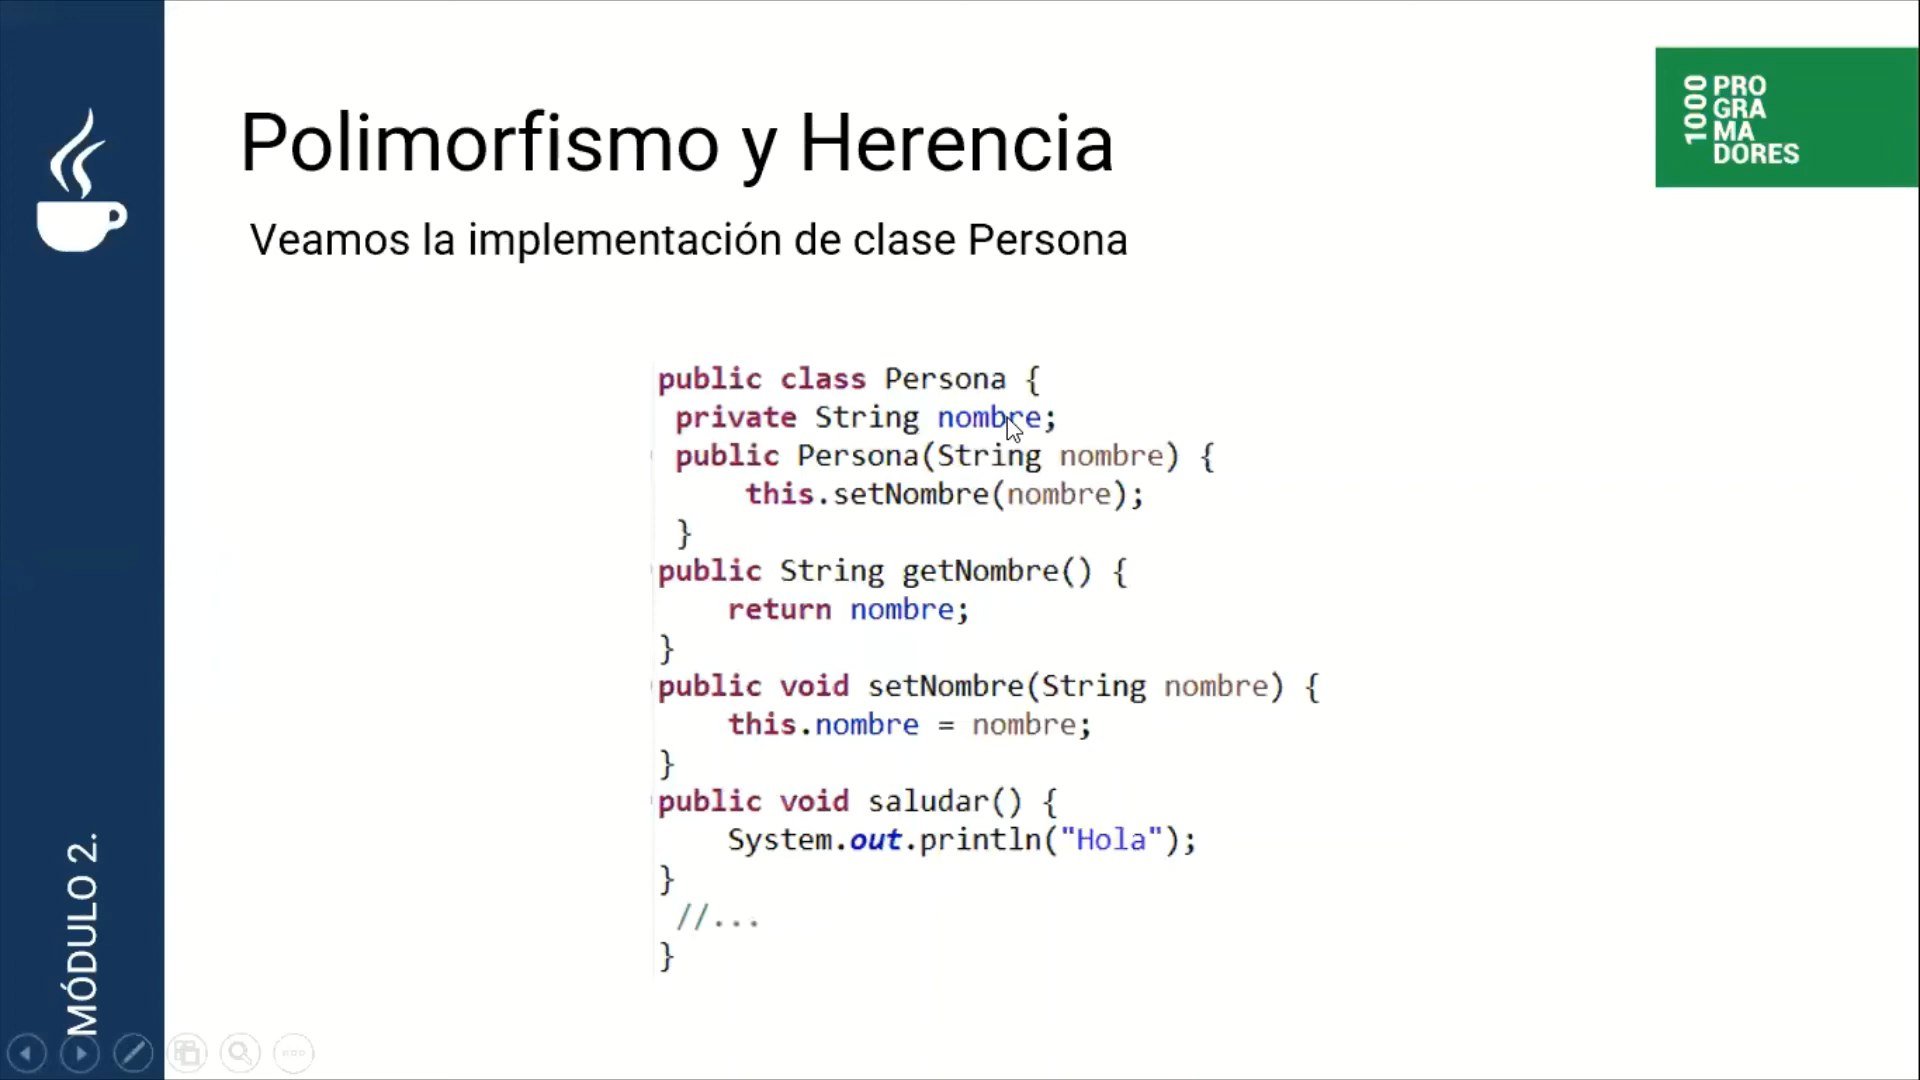 Polimorfismo y Herencia
1000
PRO
GRA
MA
DORES
Veamos la implementación de clase Persona
public class Persona {
private String nombre;
public Persona(String nombre) {
this.setNombre(nombre);
}
public String getNombre() {
return nombre;
}
public void setNombre(String nombre) {
this.nombre = nombre;
}
public void saludar() {
System.out.println("Hola");
}
//...
}
MÓDULO 2.